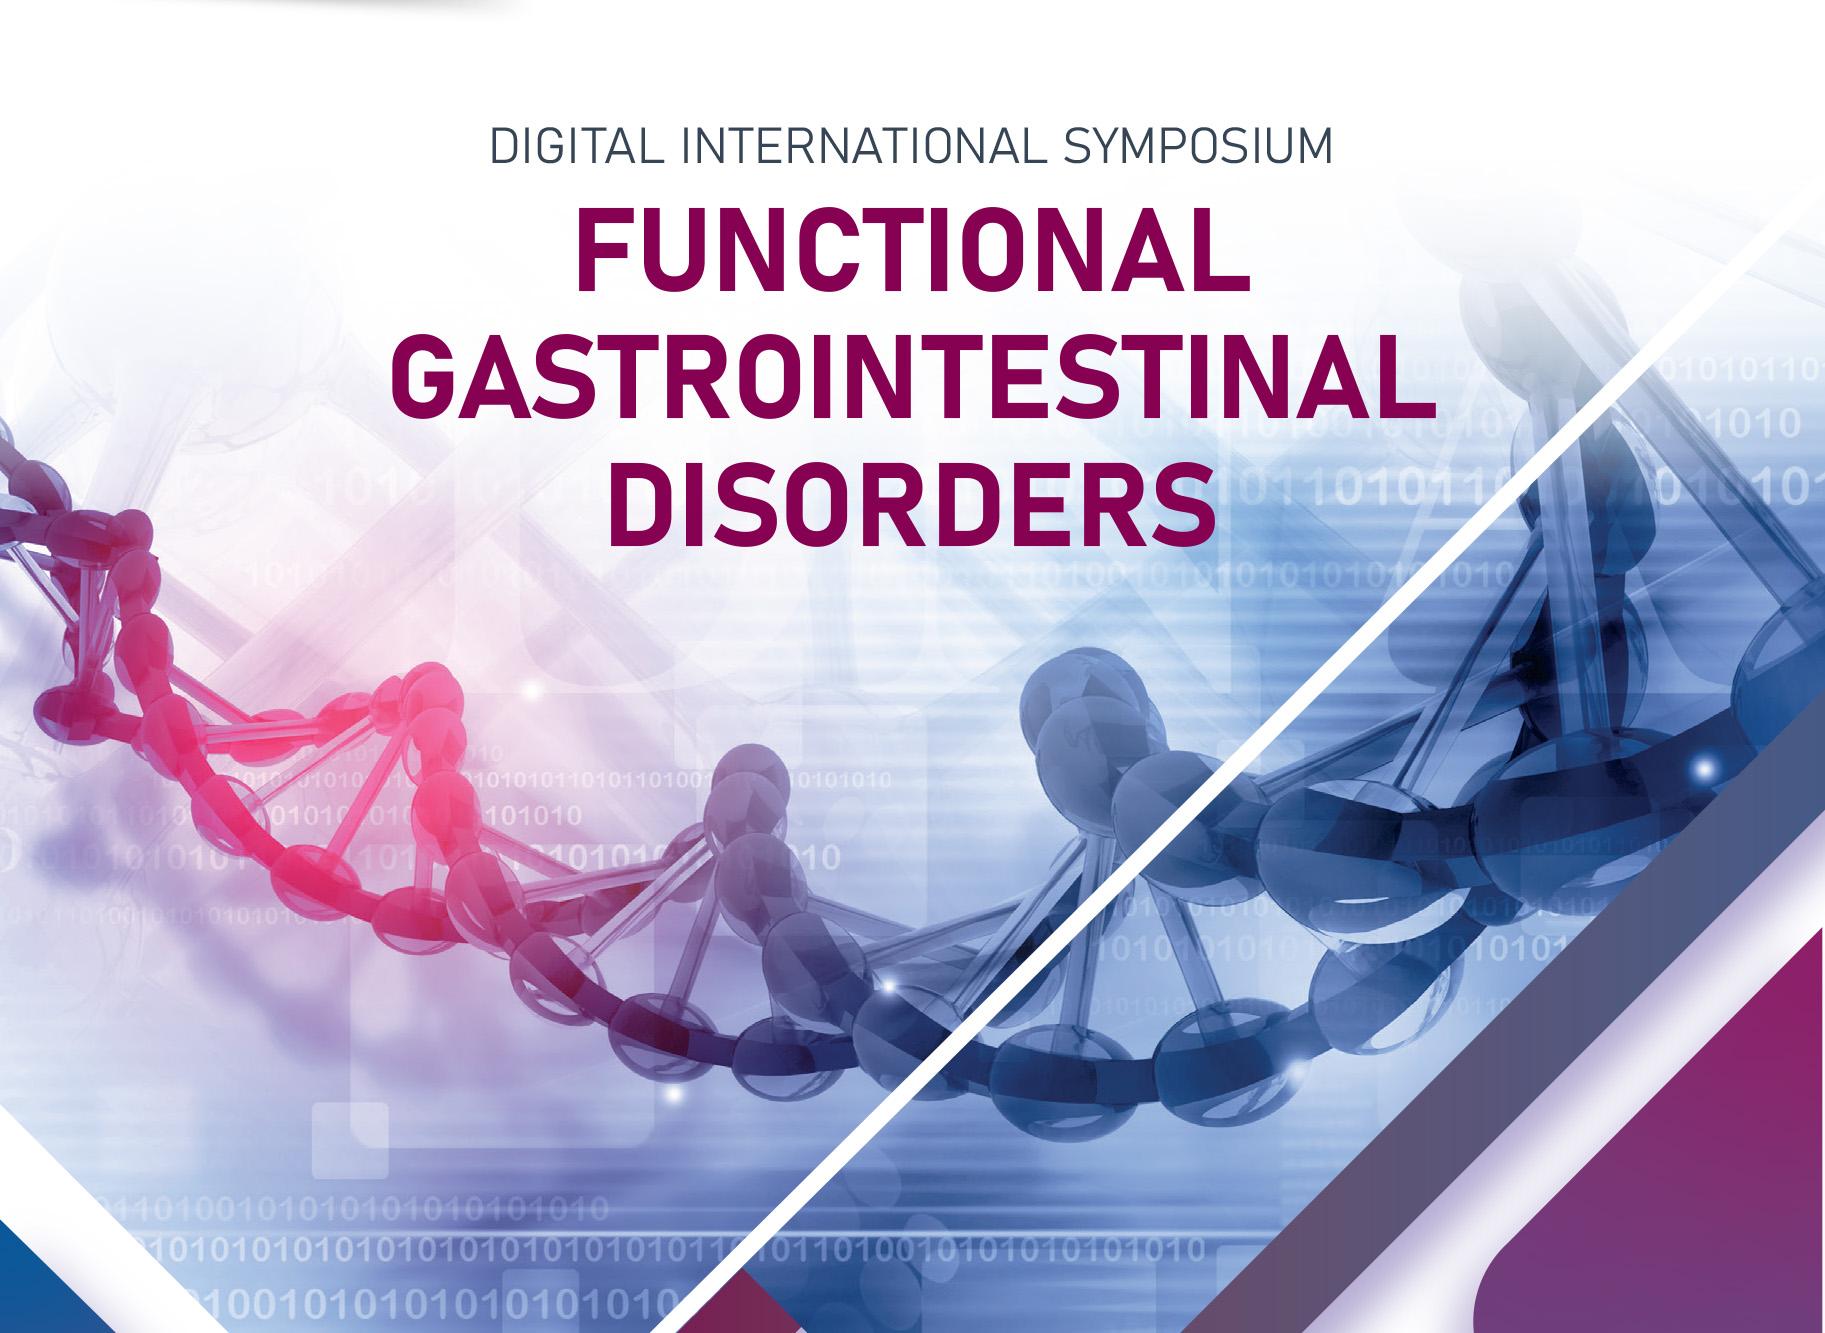 DIGITAL INTERNATIONAL SYMPOSIUM
FUNCTIONAL
GASTROINTESTINAL
DISORDERS